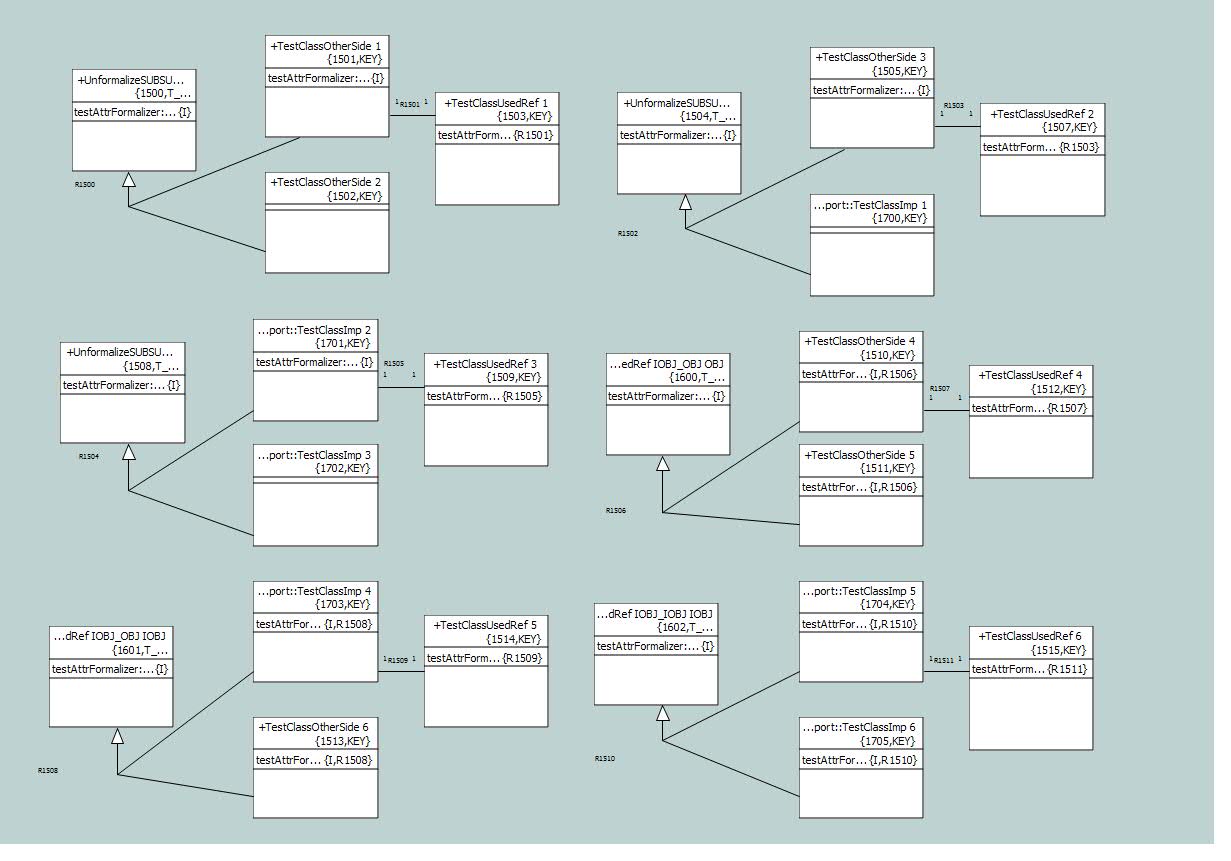 +UnformalizeSUBSU...
{1500,T_...
testAttrFormalizer:...{I}
R1500
+TestClassOtherSide 1
{1501,KEY}
testAttrFormalizer:...{I}
1 R1501 1
+TestClassUsedRef 1
{1503,KEY}
testAttrForm... {R1501}
+TestClassOtherSide 2
{1502,KEY}
+UnformalizeSUBSU...
{1504,T_...
testAttrFormalizer:...{I}
R1502
+TestClassOtherSide 3
{1505,KEY}
testAttrFormalizer:...{I}
R1503
1 1
+TestClassUsedRef 2
{1507,KEY}
testAttrForm... {R1503}
...port::TestClassImp 1
{1700,KEY}
+UnformalizeSUBSU...
{1508,T_...
testAttrFormalizer:...{I}
R1504
...port::TestClassImp 2
{1701,KEY}
testAttrFormalizer:...{I}
R1505
1 1
+TestClassUsedRef 3
{1509,KEY}
testAttrForm... {R1505}
...port::TestClassImp 3
{1702,KEY}
...edRef IOBJ_OBJ OBJ
{1600,T_...
testAttrFormalizer:...{I}
R1506
+TestClassOtherSide 4
{1510,KEY}
testAttrFor... {I,R1506}
R1507
1 1
+TestClassUsedRef 4
{1512,KEY}
testAttrForm... {R1507}
+TestClassOtherSide 5
{1511,KEY}
testAttrFor... {I,R1506}
...dRef IOBJ_OBJ IOBJ
{1601,T_...
testAttrFormalizer:...{I}
R1508
...port::TestClassImp 4
{1703,KEY}
testAttrFor... {I,R1508}
1 R1509 1
+TestClassUsedRef 5
{1514,KEY}
testAttrForm... {R1509}
+TestClassOtherSide 6
{1513,KEY}
testAttrFor... {I,R1508}
...dRef IOBJ_IOBJ IOBJ
{1602,T_...
testAttrFormalizer:...{I}
R1510
...port::TestClassImp 5
{1704,KEY}
testAttrFor... {I,R1510}
1 R1511 1
+TestClassUsedRef 6
{1515,KEY}
testAttrForm... {R1511}
...port::TestClassImp 6
{1705,KEY}
testAttrFor... {I,R1510}